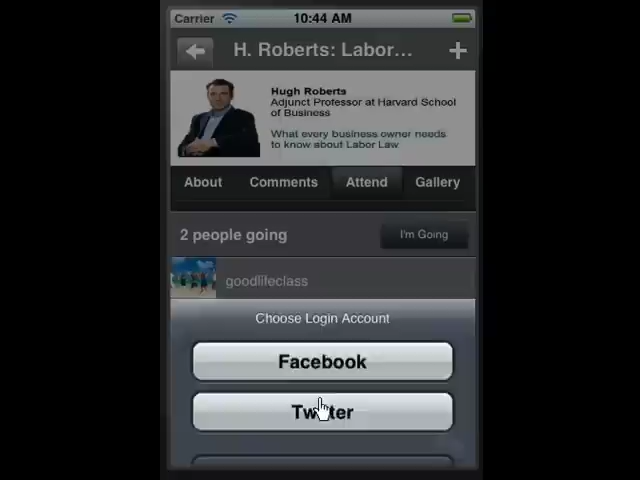 Carrier 10:44 AM
H. Roberts: Labor...
Hugh Roberts
Adjunct Professor at Harvard School
of Business
What every business owner needs
to know about Labor Law
About Comments Attend Gallery
2 people going I'm Going
goodlifeclass
Choose Login Account
Facebook
Twitter